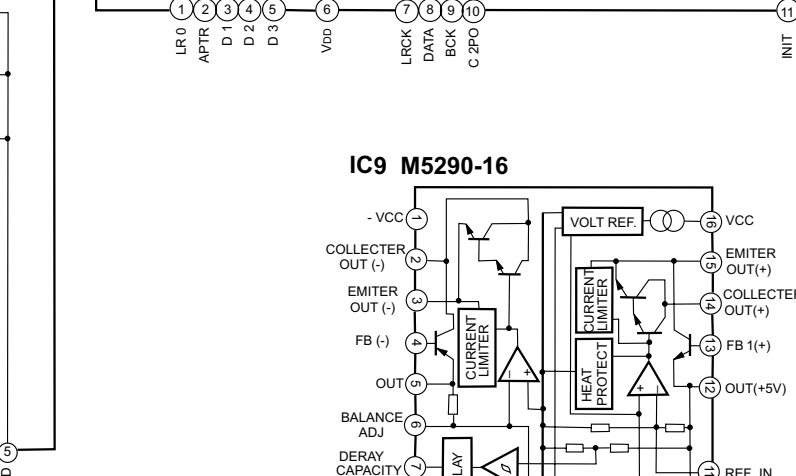 1 2 3 4 5 6 7 8 9 10 11
LR 0
APTR
D 1
D 2
D 3
VDD
LRCK
DATA
BCK
C 2PO
INIT
IC9 M5290-16
- VCC 1
COLLECTER
OUT (-) 2
EMITER
OUT (-) 3
FB (-) 4
OUT 5
BALANCE
ADJ 6
DERAY
CAPACITY 7
CURRENT
LIMITER
- +
VOLT REF.
CURRENT
LIMITER
HEAT
PROTECT
+ -
16 VCC
15 EMITER
OUT(+)
14 COLLECTER
OUT(+)
13 FB 1(+)
12 OUT(+5V)
11 REF. IN
5